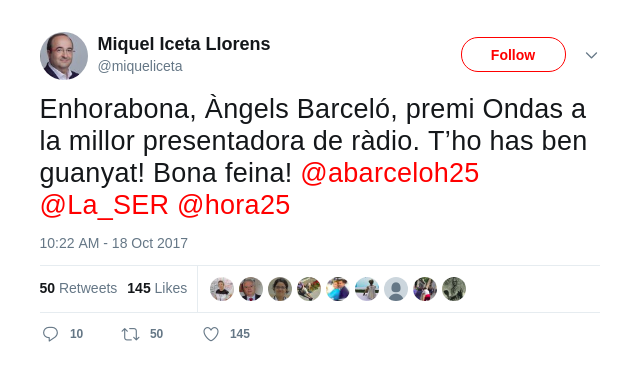 Miquel Iceta Llorens
@miqueliceta
Follow
Enhorabona, Àngels Barceló, premi Ondas a
la millor presentadora de ràdio. T’ho has ben
guanyat! Bona feina! @abarceloh25
@La_SER @hora25
10:22 AM - 18 Oct 2017
50 Retweets 145 Likes
10 50 145